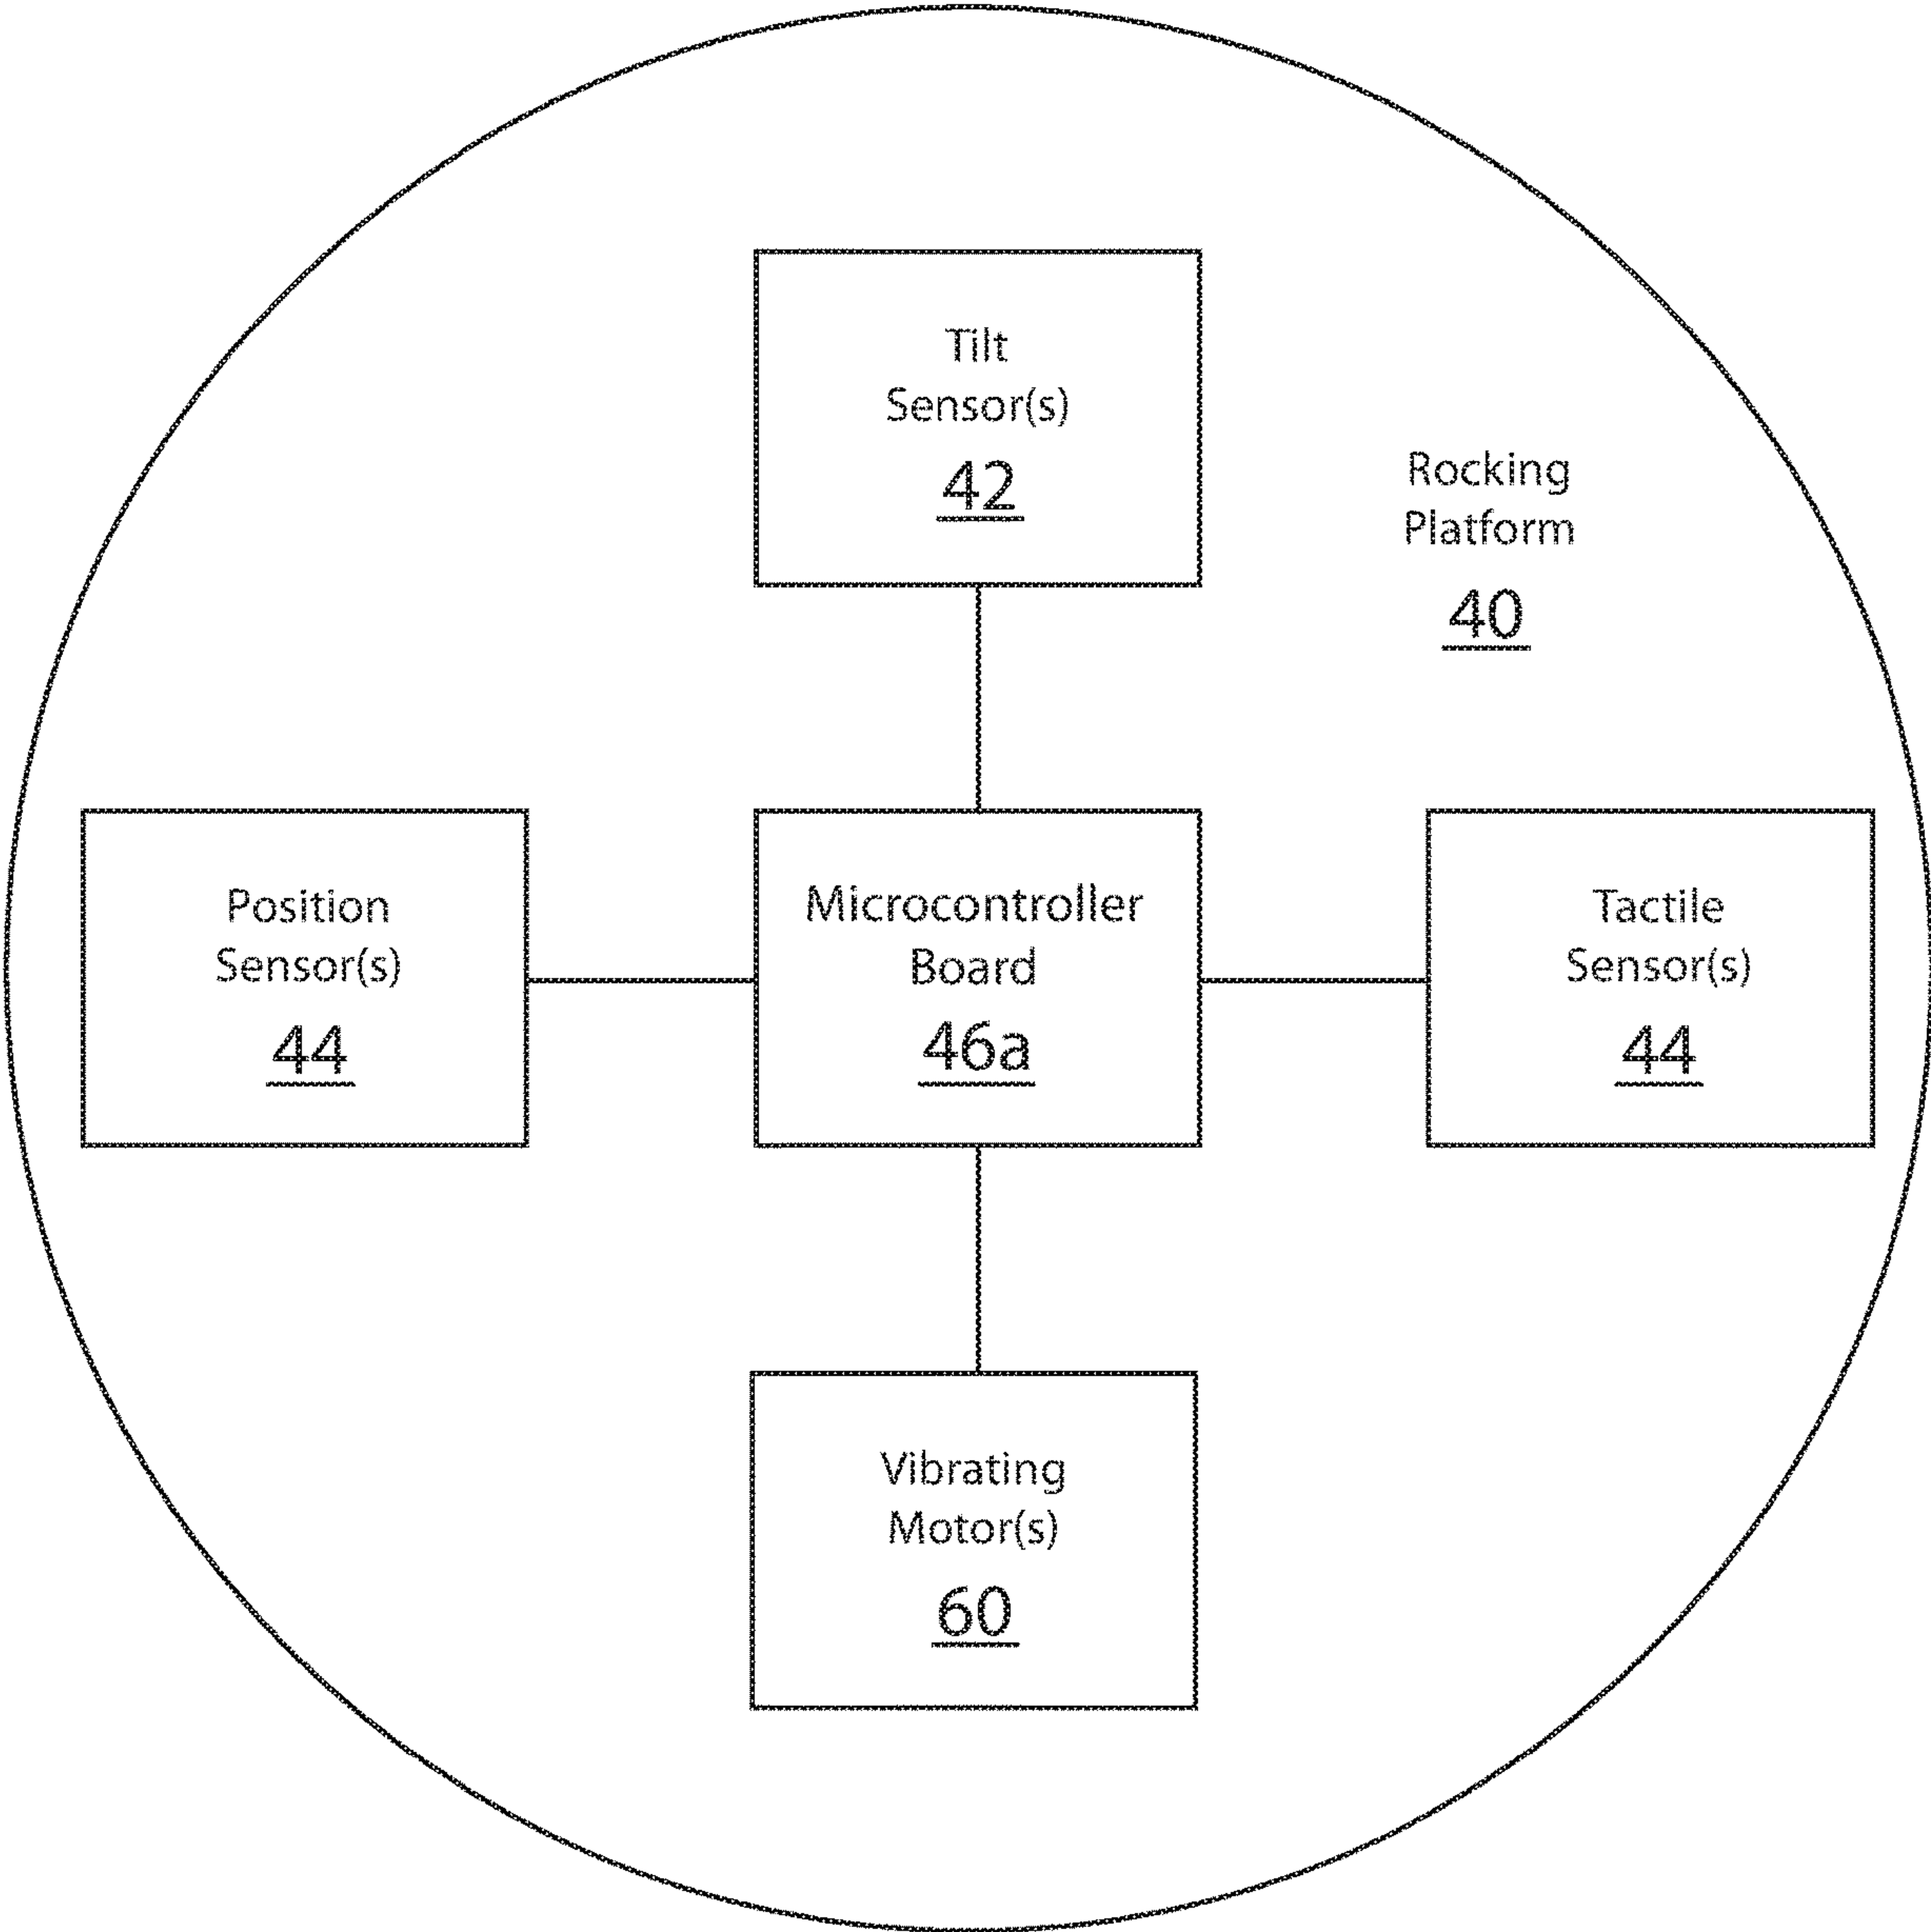 Tilt
Sensor(s)
42
Rocking
Platform
40
Position
Sensor(s)
44
Microcontroller
Board
46a
Tactile
Sensor(s)
44
Vibrating
Motor(s)
60